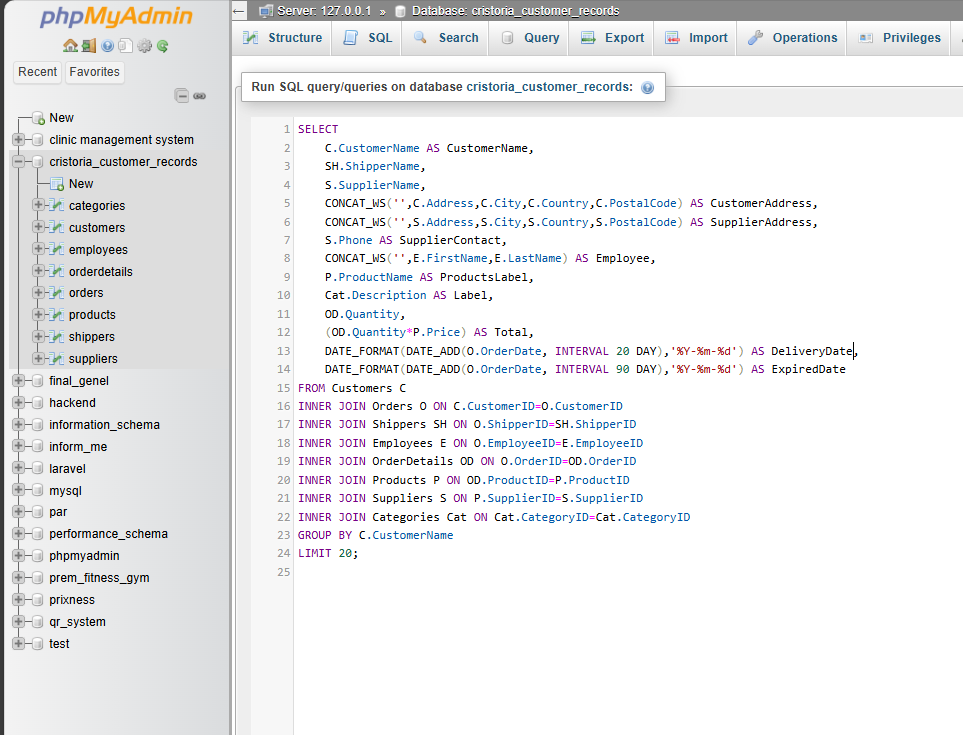 phpMyAdmin
Recent Favorites
New
clinic management system
cristoria_customer_records
New
categories
customers
employees
orderdetails
orders
products
shippers
suppliers
final_genel
hackend
information_schema
inform_me
laravel
mysql
par
performance_schema
phpmyadmin
prem_fitness_gym
prixness
qr_system
test
Server: 127.0.0.1 » Database: cristoria_customer_records
Structure SQL Search Query Export Import Operations Privileges
Run SQL query/queries on database cristoria_customer_records:
1 SELECT
2 C.CustomerName AS CustomerName,
3 SH.ShipperName,
4 S.SupplierName,
5 CONCAT_WS('',C.Address,C.City,C.Country,C.PostalCode) AS CustomerAddress,
6 CONCAT_WS('',S.Address,S.City,S.Country,S.PostalCode) AS SupplierAddress,
7 S.Phone AS SupplierContact,
8 CONCAT_WS('',E.FirstName,E.LastName) AS Employee,
9 P.ProductName AS ProductsLabel,
10 Cat.Description AS Label,
11 OD.Quantity,
12 (OD.Quantity*P.Price) AS Total,
13 DATE_FORMAT(DATE_ADD(O.OrderDate, INTERVAL 20 DAY),'%Y-%m-%d') AS DeliveryDate,
14 DATE_FORMAT(DATE_ADD(O.OrderDate, INTERVAL 90 DAY),'%Y-%m-%d') AS ExpiredDate
15 FROM Customers C
16 INNER JOIN Orders O ON C.CustomerID=O.CustomerID
17 INNER JOIN Shippers SH ON O.ShipperID=SH.ShipperID
18 INNER JOIN Employees E ON O.EmployeeID=E.EmployeeID
19 INNER JOIN OrderDetails OD ON O.OrderID=OD.OrderID
20 INNER JOIN Products P ON OD.ProductID=P.ProductID
21 INNER JOIN Suppliers S ON P.SupplierID=S.SupplierID
22 INNER JOIN Categories Cat ON Cat.CategoryID=Cat.CategoryID
23 GROUP BY C.CustomerName
24 LIMIT 20;
25